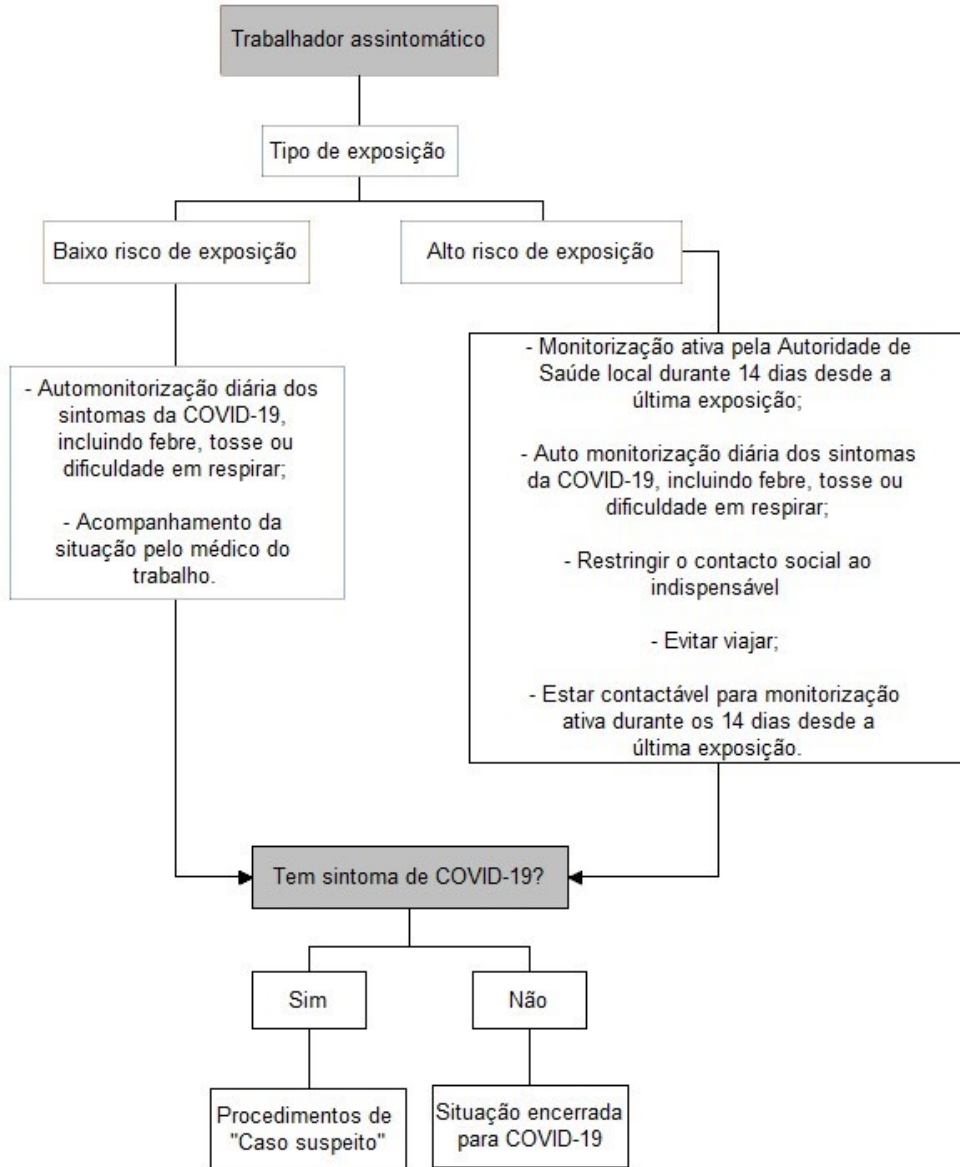 Trabalhador assintomático
Tipo de exposição
Baixo risco de exposição
Alto risco de exposição
- Automonitorização diária dos
sintomas da COVID-19,
incluindo febre, tosse ou
dificuldade em respirar;
- Acompanhamento da
situação pelo médico do
trabalho.
- Monitorização ativa pela Autoridade de
Saúde local durante 14 dias desde a
última exposição;
- Auto monitorização diária dos sintomas
da COVID-19, incluindo febre, tosse ou
dificuldade em respirar;
- Restringir o contacto social ao
indispensável
- Evitar viajar;
- Estar contactável para monitorização
ativa durante os 14 dias desde a
última exposição.
Tem sintoma de COVID-19?
Sim
Não
Procedimentos de
"Caso suspeito"
Situação encerrada
para COVID-19